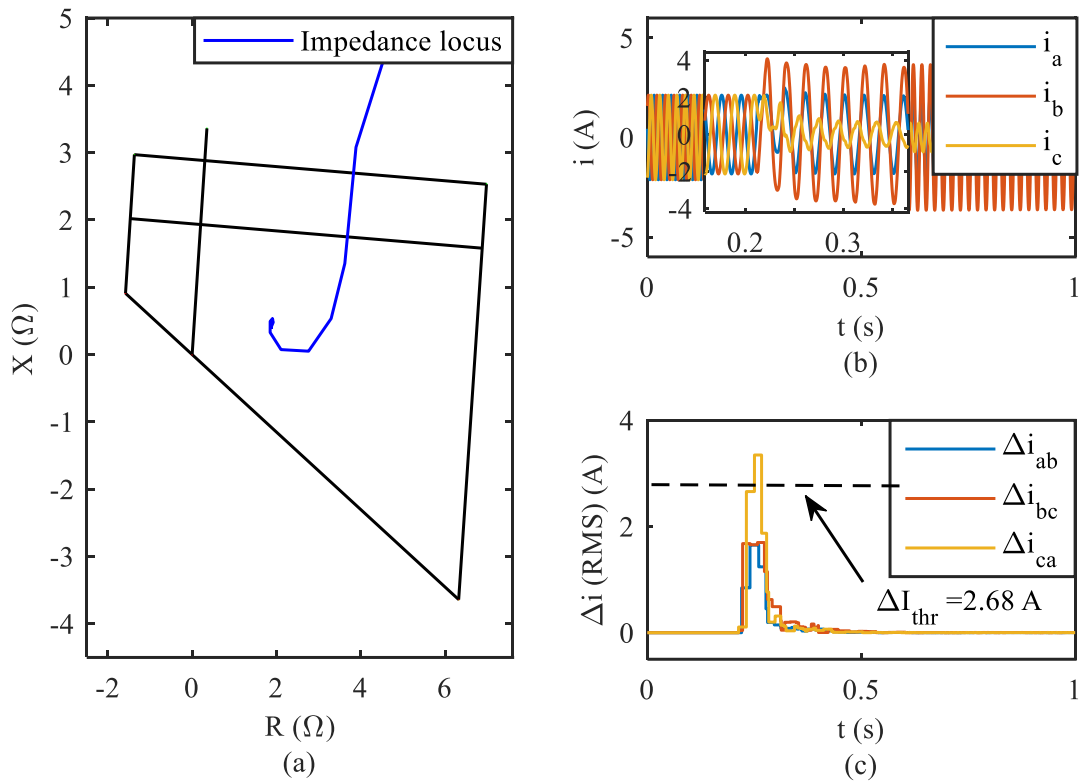 5
4
3
2
1
0
-1
-2
-3
-4
X (Ω)
-2 0 2 4 6
R (Ω)
(a)
Impedance locus
5
0
-5
i (A)
4
2
0
-2
-4
0.2 0.3
i_a
i_b
i_c
0 0.5 1
t (s)
(b)
4
2
0
Δi (RMS) (A)
Δi_ab
Δi_bc
Δi_ca
ΔI_thr =2.68 A
0 0.5 1
t (s)
(c)